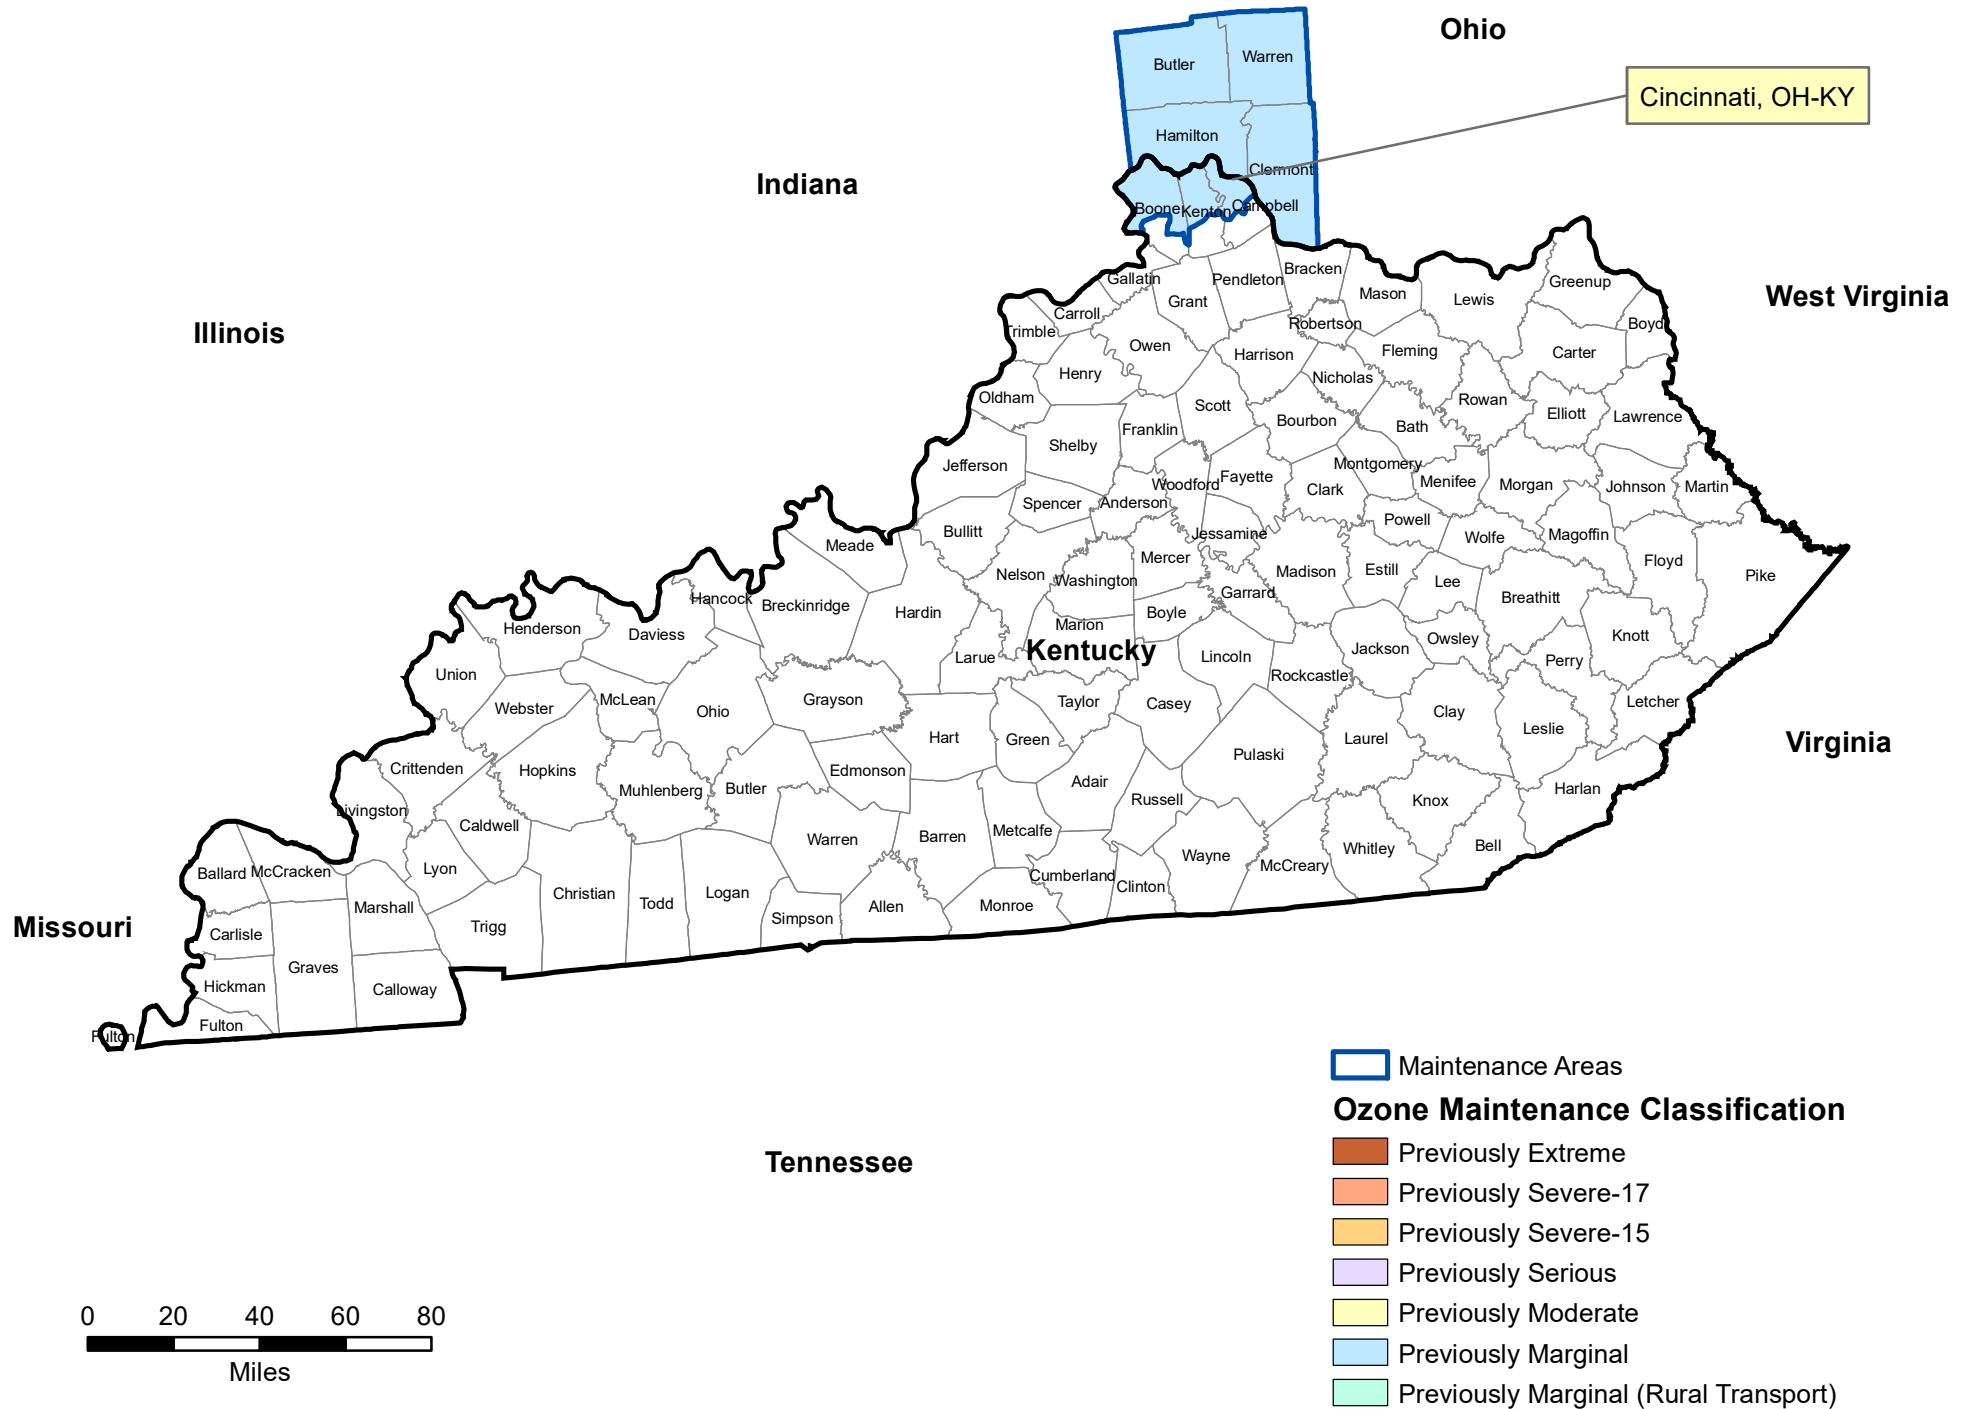 Ohio
Butler
Warren
Cincinnati, OH-KY
Hamilton
Clermont
Indiana
Boone
Kenton
Campbell
Gallatin
Pendleton
Bracken
Mason
Lewis
Greenup
West Virginia
Grant
Carroll
Trimble
Robertson
Boyd
Illinois
Owen
Harrison
Fleming
Carter
Henry
Nicholas
Oldham
Scott
Rowan
Elliott
Lawrence
Franklin
Bourbon
Bath
Shelby
Jefferson
Montgomery
Woodford
Fayette
Clark
Menifee
Morgan
Johnson
Martin
Spencer
Anderson
Powell
Bullitt
Jessamine
Wolfe
Magoffin
Meade
Mercer
Floyd
Nelson
Washington
Madison
Estill
Lee
Pike
Hancock
Breckinridge
Hardin
Garrard
Breathitt
Boyle
Henderson
Daviess
Marion
Owsley
Knott
Kentucky
Larue
Lincoln
Jackson
Perry
Union
Rockcastle
McLean
Grayson
Taylor
Casey
Letcher
Webster
Ohio
Clay
Leslie
Hart
Green
Laurel
Virginia
Pulaski
Crittenden
Hopkins
Edmonson
Adair
Muhlenberg
Butler
Harlan
Livingston
Russell
Knox
Caldwell
Warren
Barren
Metcalfe
Whitley
Bell
Ballard
McCracken
Lyon
Wayne
McCreary
Cumberland
Clinton
Christian
Logan
Todd
Marshall
Allen
Monroe
Simpson
Missouri
Trigg
Carlisle
Graves
Hickman
Calloway
Fulton
Fulton
Tennessee
Maintenance Areas
Ozone Maintenance Classification
Previously Extreme
Previously Severe-17
Previously Severe-15
Previously Serious
Previously Moderate
Previously Marginal
Previously Marginal (Rural Transport)
0 20 40 60 80
Miles